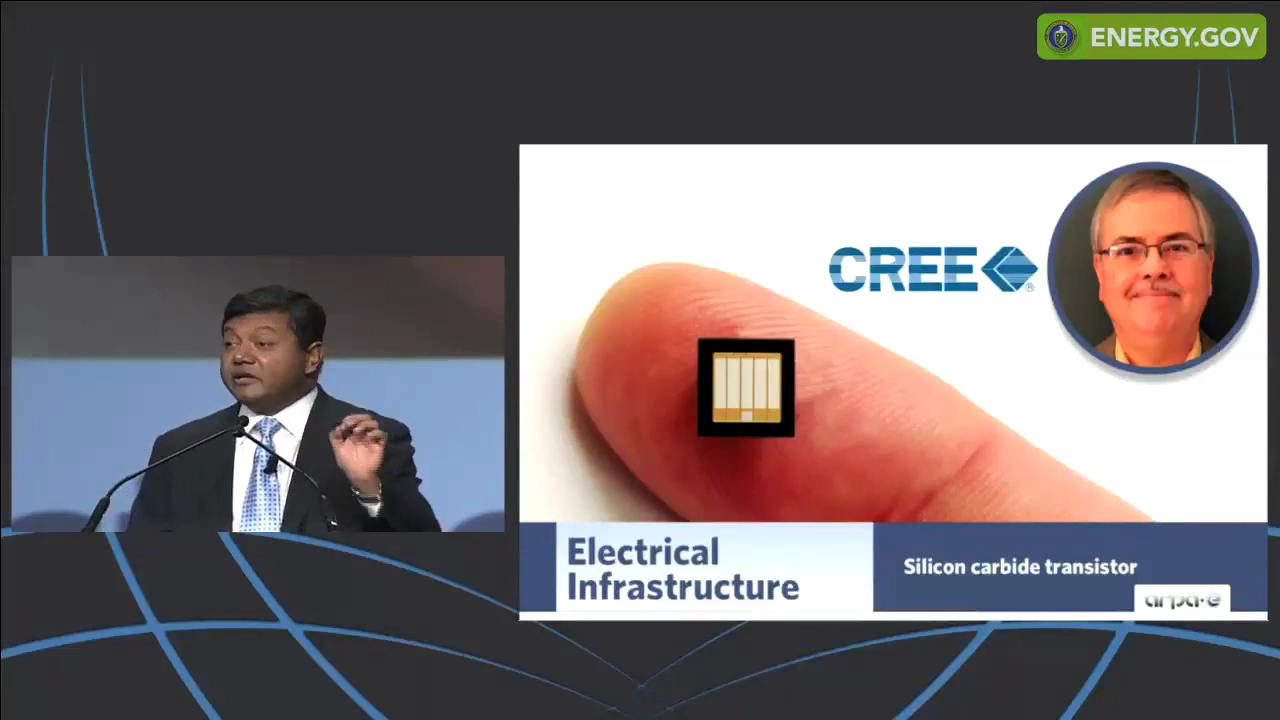 ENERGY.GOV
CREE
®
Electrical
Infrastructure
Silicon carbide transistor
arpa·e